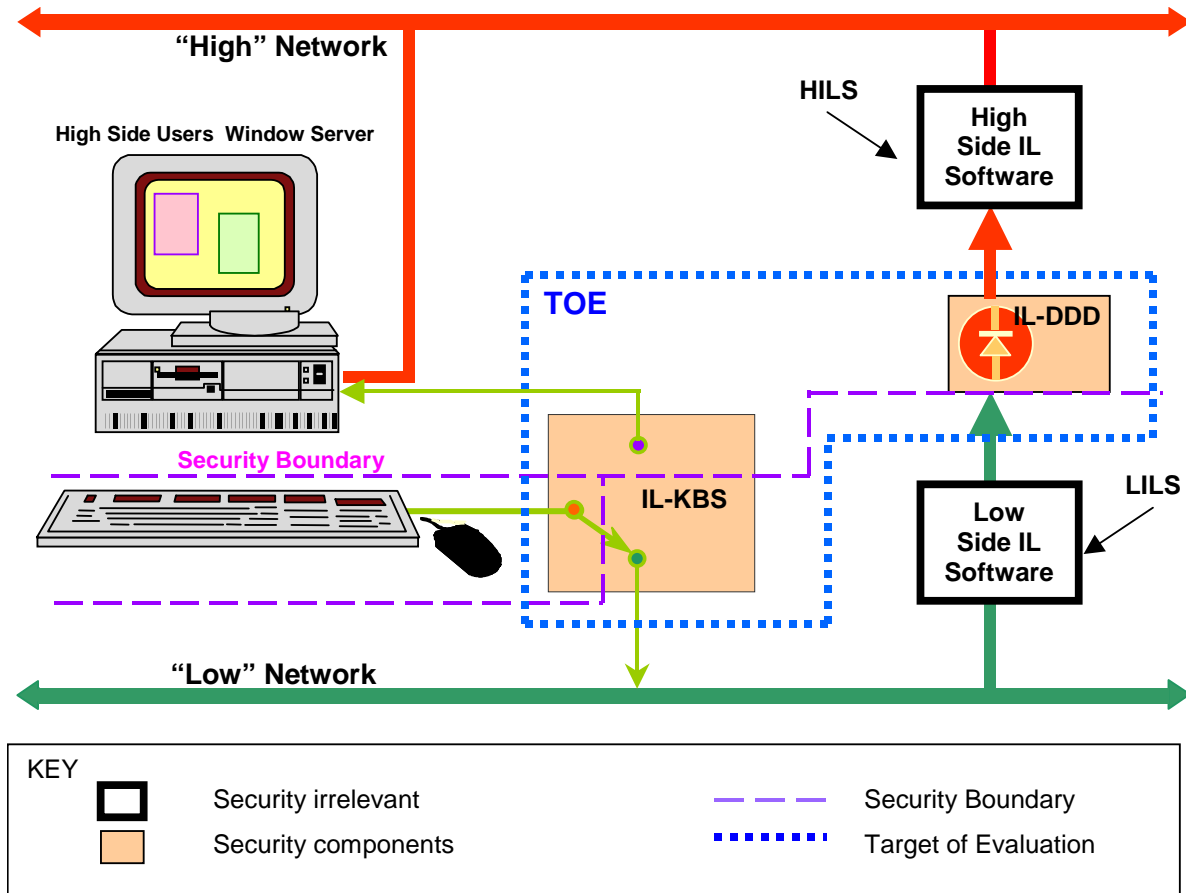 “High” Network
HILS
High
Side IL
Software
High Side Users Window Server
TOE
IL-DDD
Security Boundary
IL-KBS
LILS
Low
Side IL
Software
“Low” Network
KEY
Security irrelevant
Security Boundary
Security components
Target of Evaluation